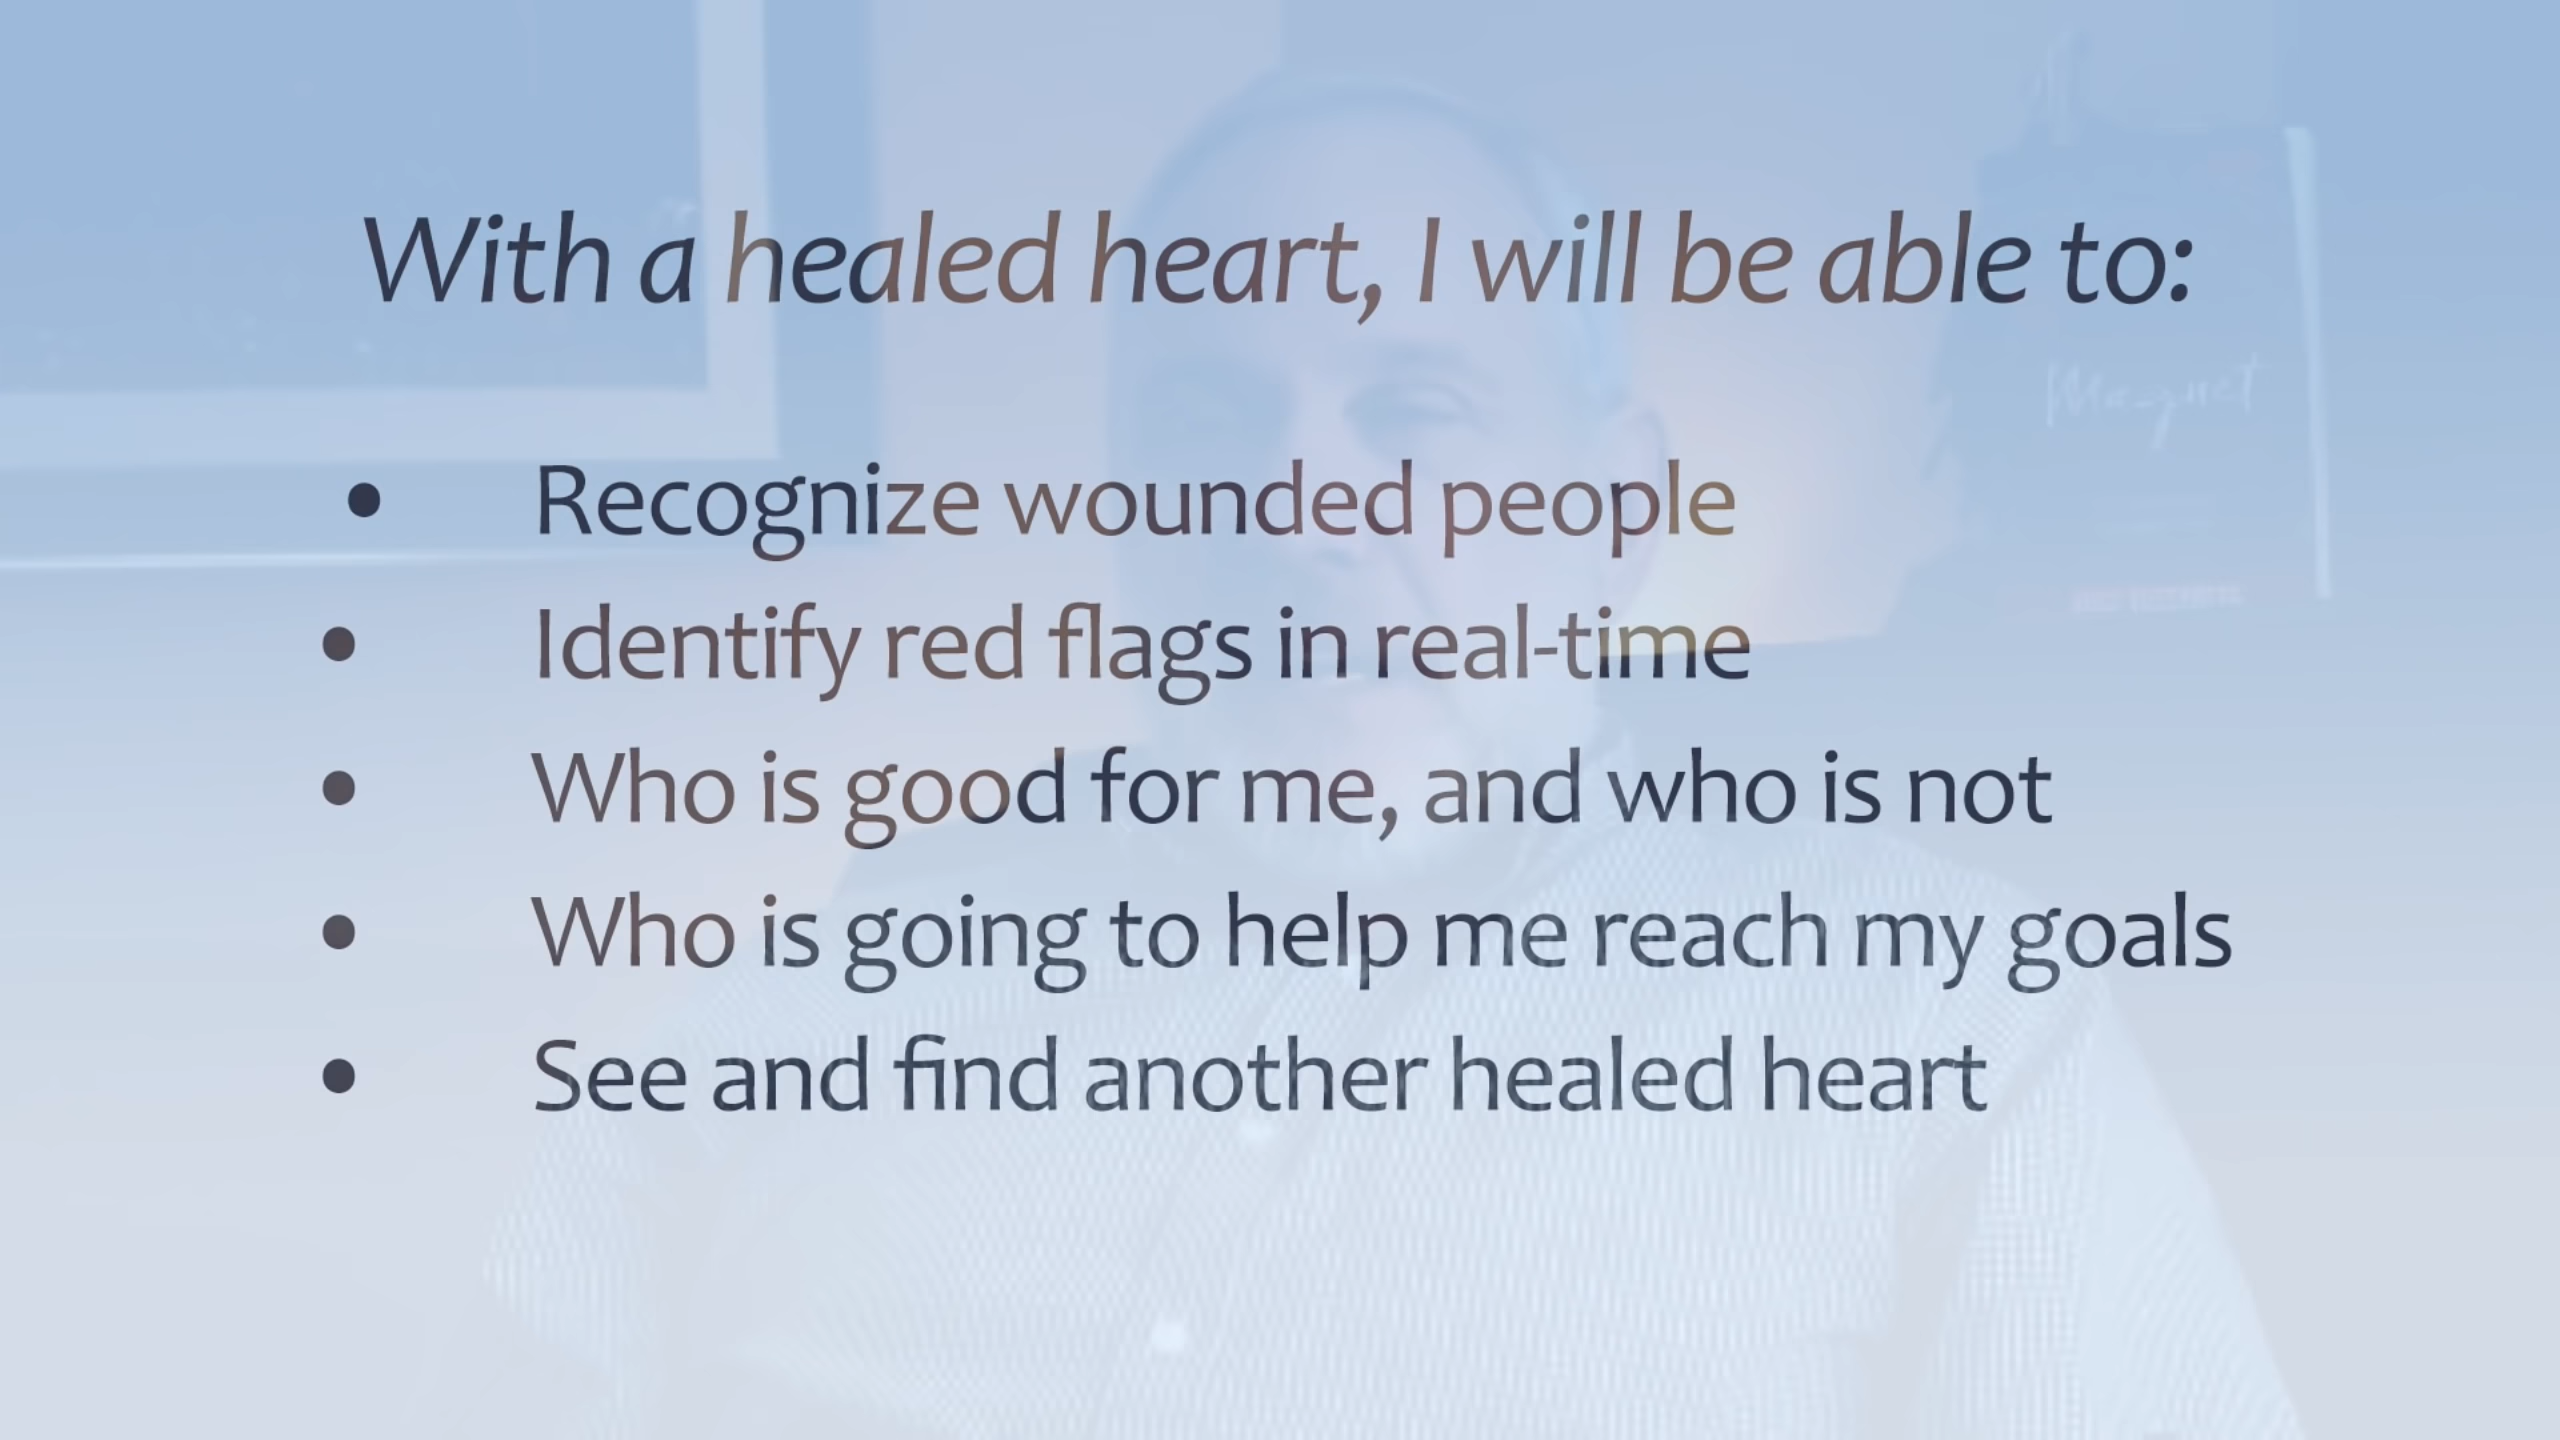 With a healed heart, I will be able to:
• Recognize wounded people
• Identify red flags in real-time
• Who is good for me, and who is not
• Who is going to help me reach my goals
• See and find another healed heart
Magnet